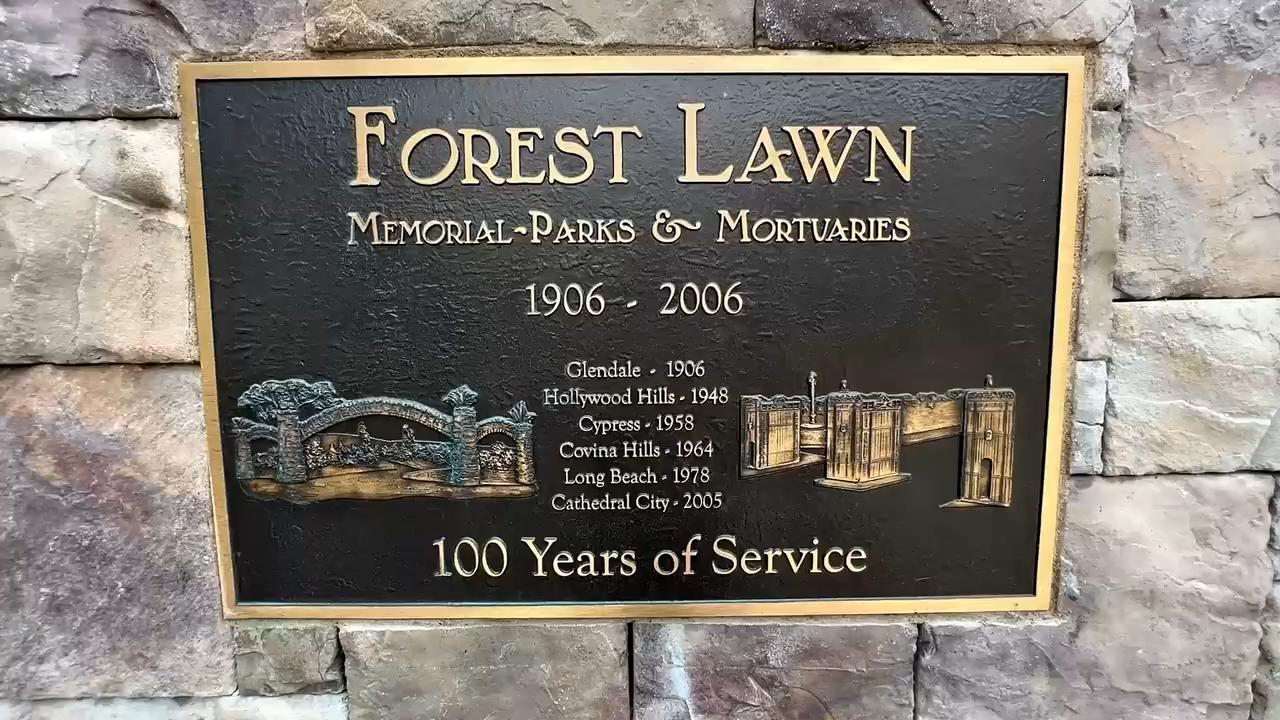 FOREST LAWN
MEMORIAL-PARKS & MORTUARIES
1906 - 2006
Glendale - 1906
Hollywood Hills - 1948
Cypress - 1958
Covina Hills - 1964
Long Beach - 1978
Cathedral City - 2005
100 Years of Service